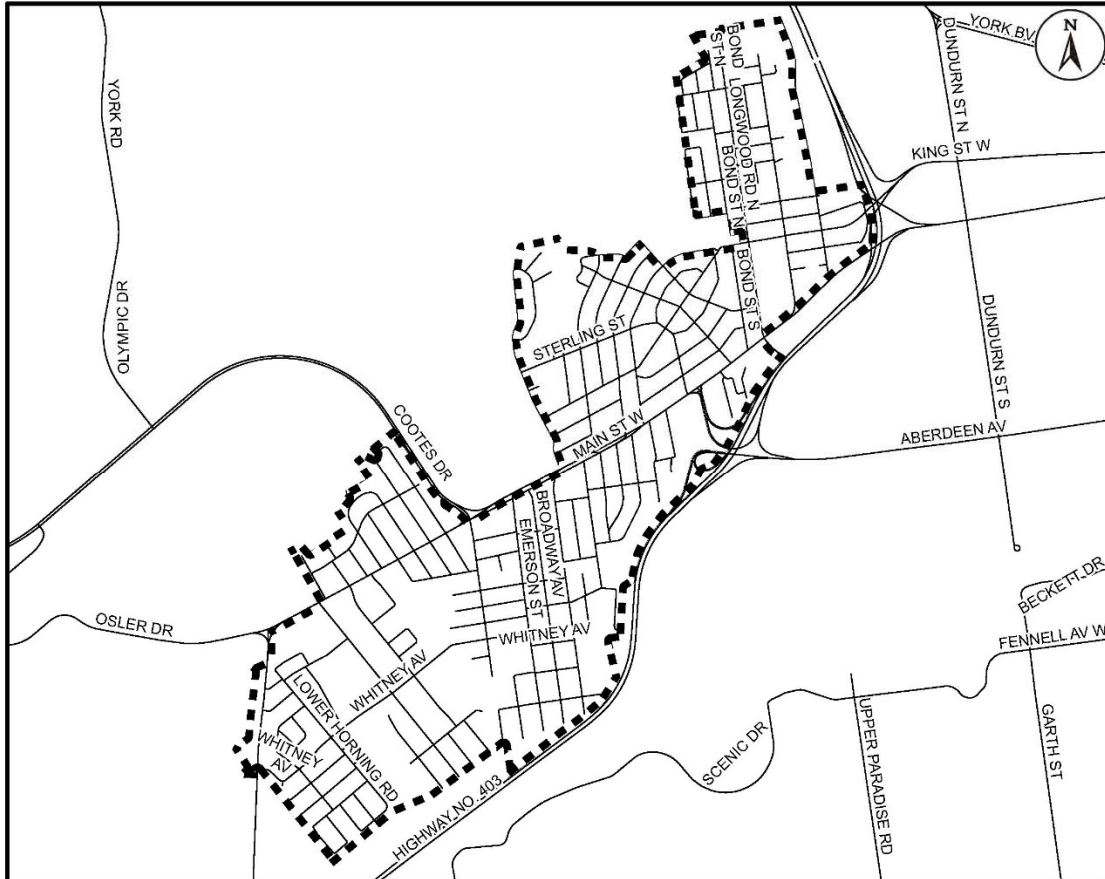 YORK BV
N
DUNDURN ST N
YORK RD
BOND
ST N
LONGWOOD RD N
BOND ST N
KING ST W
OLYMPIC DR
BOND ST S
STERLING ST
DUNDURN ST S
COOTES DR
MAIN ST W
ABERDEEN AV
BROADWAY AV
EMERSON ST
BECKETT DR
OSLER DR
WHITNEY AV
FENNELL AV W
WHITNEY AV
LOWER HORNING RD
WHITNEY
AV
UPPER PARADISE RD
GARTH ST
SCENIC DR
HIGHWAY NO. 403